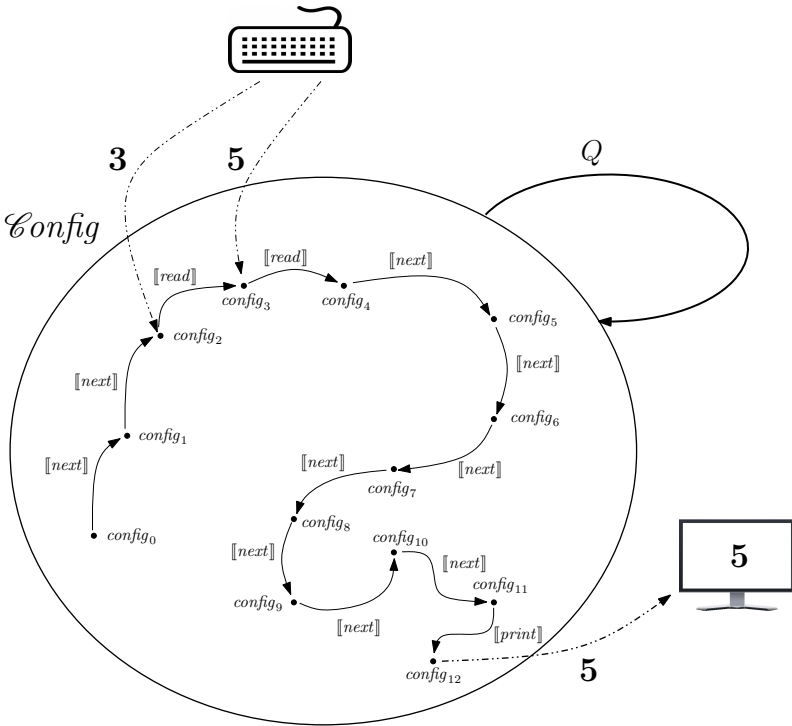 3
5
Q
𝒞onfig
⟦read⟧
⟦read⟧
⟦next⟧
config₃
config₄
config₅
config₂
⟦next⟧
⟦next⟧
config₆
config₁
⟦next⟧
⟦next⟧
⟦next⟧
config₇
config₈
config₀
config₁₀
⟦next⟧
⟦next⟧
5
config₁₁
config₉
⟦next⟧
⟦print⟧
config₁₂
5